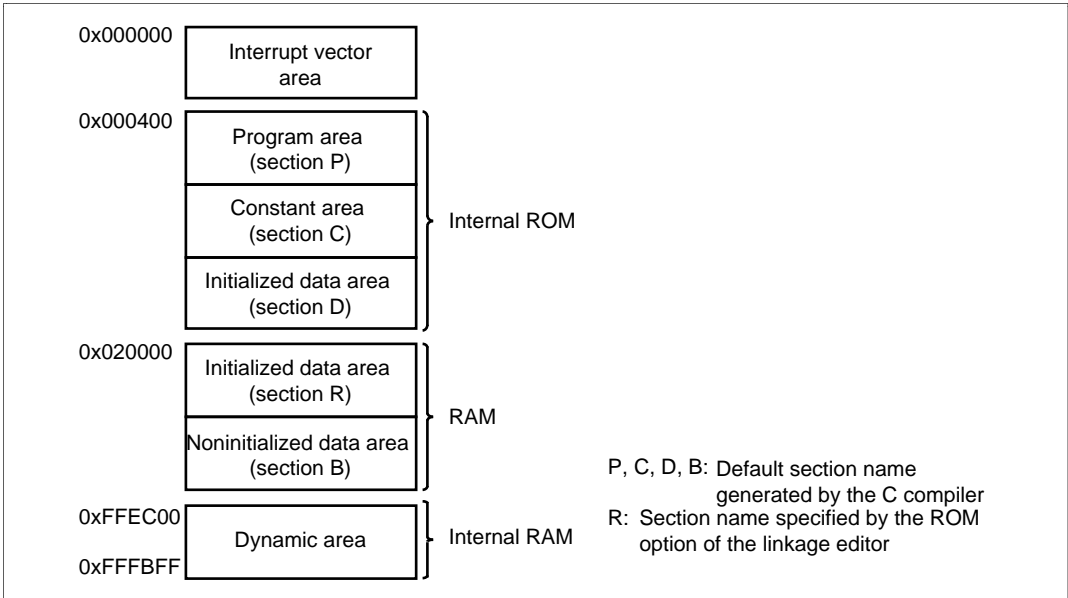 0x000000
Interrupt vector
area
0x000400
Program area
(section P)
Constant area
(section C)
Internal ROM
Initialized data area
(section D)
0x020000
Initialized data area
(section R)
RAM
Noninitialized data area
(section B)
P, C, D, B: Default section name
generated by the C compiler
R: Section name specified by the ROM
option of the linkage editor
0xFFEC00
Dynamic area
Internal RAM
0xFFFBFF